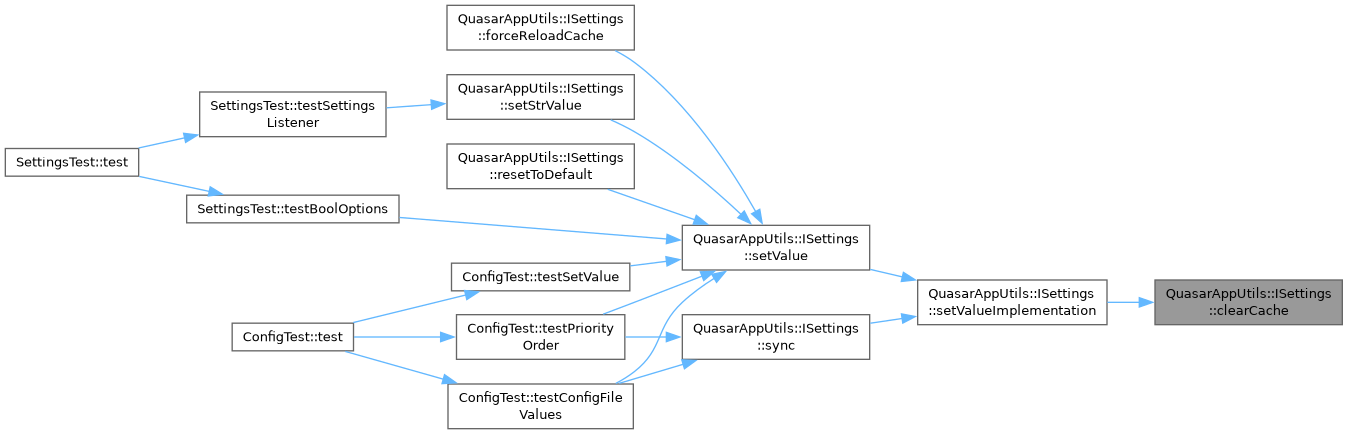 QuasarAppUtils::ISettings
::forceReloadCache
QuasarAppUtils::ISettings
::setStrValue
SettingsTest::testSettings
Listener
SettingsTest::test
QuasarAppUtils::ISettings
::resetToDefault
SettingsTest::testBoolOptions
QuasarAppUtils::ISettings
::setValue
ConfigTest::testSetValue
QuasarAppUtils::ISettings
::setValueImplementation
QuasarAppUtils::ISettings
::clearCache
ConfigTest::test
ConfigTest::testPriority
Order
QuasarAppUtils::ISettings
::sync
ConfigTest::testConfigFile
Values